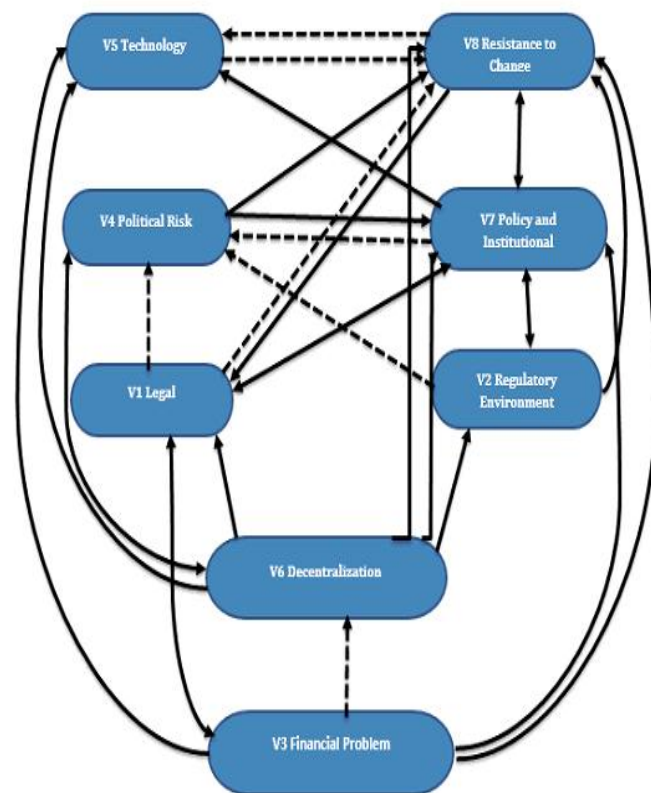 V5 Technology
V8 Resistance to
Change
V4 Political Risk
V7 Policy and
Institutional
V1 Legal
V2 Regulatory
Environment
V6 Decentralization
V3 Financial Problem